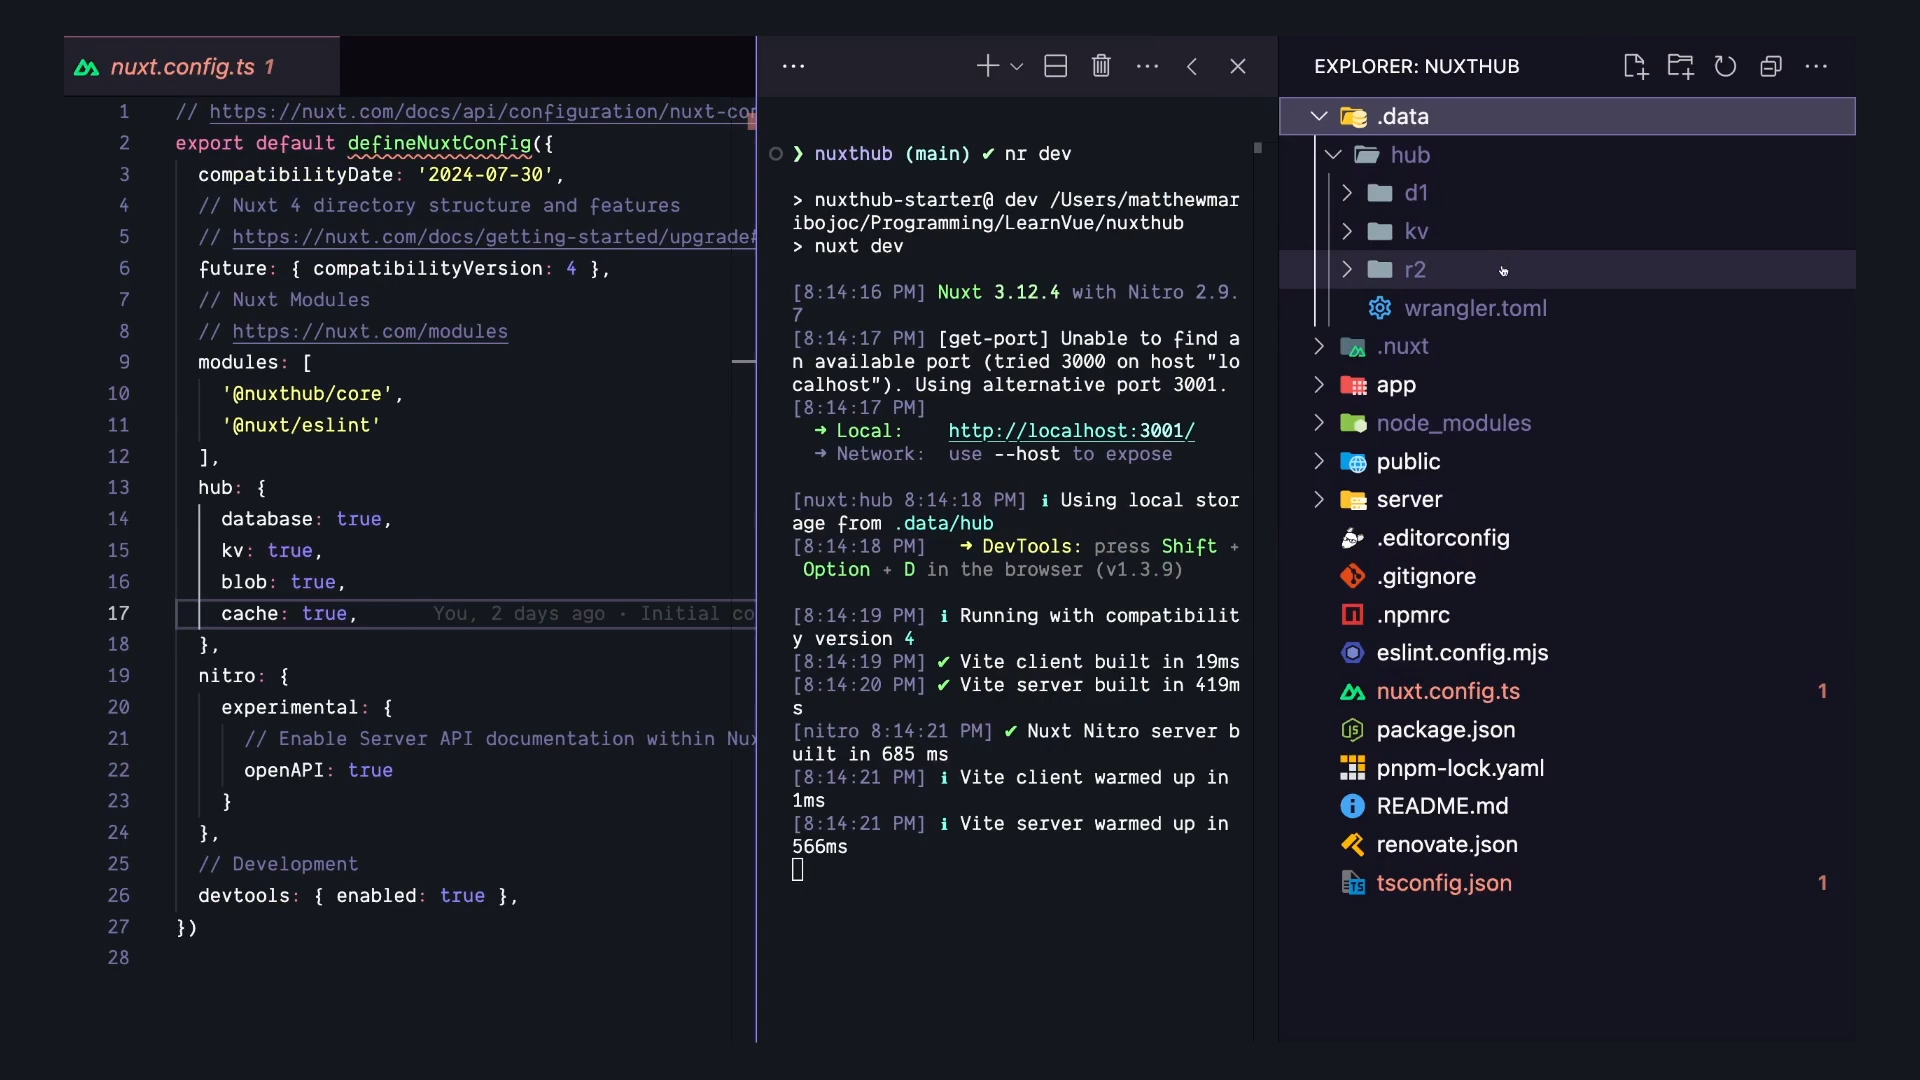 nuxt.config.ts 1
1 // https://nuxt.com/docs/api/configuration/nuxt-con
2 export default defineNuxtConfig({
3 compatibilityDate: '2024-07-30',
4 // Nuxt 4 directory structure and features
5 // https://nuxt.com/docs/getting-started/upgrade#
6 future: { compatibilityVersion: 4 },
7 // Nuxt Modules
8 // https://nuxt.com/modules
9 modules: [
10 '@nuxthub/core',
11 '@nuxt/eslint'
12 ],
13 hub: {
14 database: true,
15 kv: true,
16 blob: true,
17 cache: true, You, 2 days ago · Initial co
18 },
19 nitro: {
20 experimental: {
21 // Enable Server API documentation within Nux
22 openAPI: true
23 }
24 },
25 // Development
26 devtools: { enabled: true },
27 })
28
❯ nuxthub (main) ✔ nr dev
> nuxthub-starter@ dev /Users/matthewmar
ibojoc/Programming/LearnVue/nuxthub
> nuxt dev
[8:14:16 PM] Nuxt 3.12.4 with Nitro 2.9.
7
[8:14:17 PM] [get-port] Unable to find a
n available port (tried 3000 on host "lo
calhost"). Using alternative port 3001.
[8:14:17 PM]
➜ Local: http://localhost:3001/
➜ Network: use --host to expose
[nuxt:hub 8:14:18 PM] ℹ Using local stor
age from .data/hub
[8:14:18 PM] ➜ DevTools: press Shift +
Option + D in the browser (v1.3.9)
[8:14:19 PM] ℹ Running with compatibilit
y version 4
[8:14:19 PM] ✔ Vite client built in 19ms
[8:14:20 PM] ✔ Vite server built in 419m
s
[nitro 8:14:21 PM] ✔ Nuxt Nitro server b
uilt in 685 ms
[8:14:21 PM] ℹ Vite client warmed up in
1ms
[8:14:21 PM] ℹ Vite server warmed up in
566ms
EXPLORER: NUXTHUB
.data
hub
d1
kv
r2
wrangler.toml
.nuxt
app
node_modules
public
server
.editorconfig
.gitignore
.npmrc
eslint.config.mjs
nuxt.config.ts 1
package.json
pnpm-lock.yaml
README.md
renovate.json
tsconfig.json 1